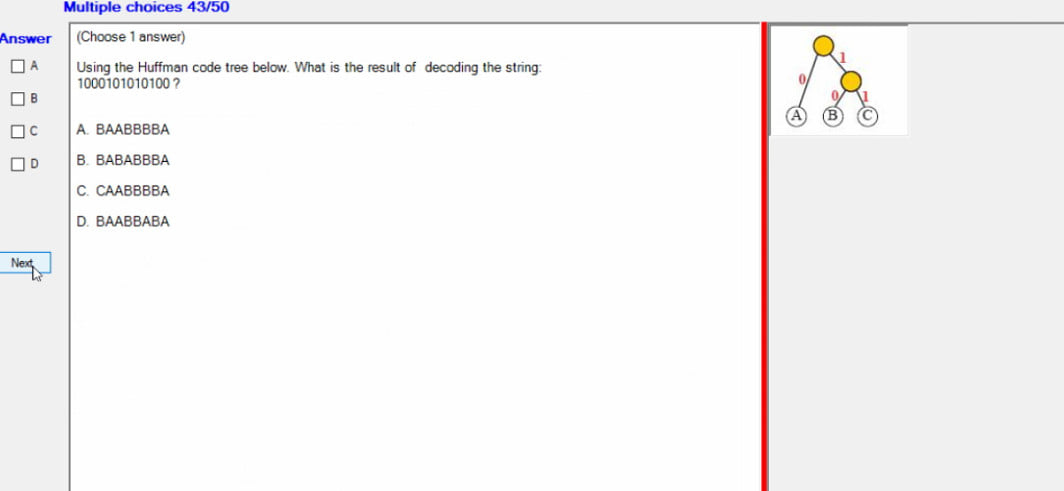 Multiple choices 43/50
Answer
A
B
C
D
Next
(Choose 1 answer)
Using the Huffman code tree below. What is the result of decoding the string:
1000101010100 ?
A. BAABBBBA
B. BABABBBA
C. CAABBBBA
D. BAABBABA
1
0
0 1
A B C